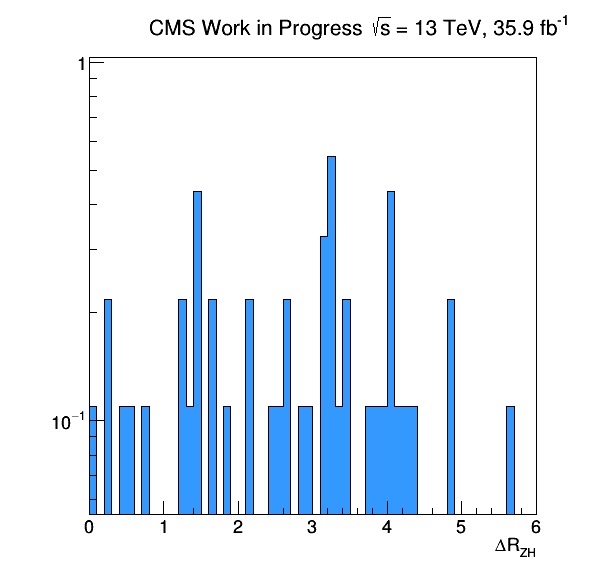 CMS Work in Progress √s = 13 TeV, 35.9 fb⁻¹
1
10⁻¹
0 1 2 3 4 5 6
ΔR_ZH